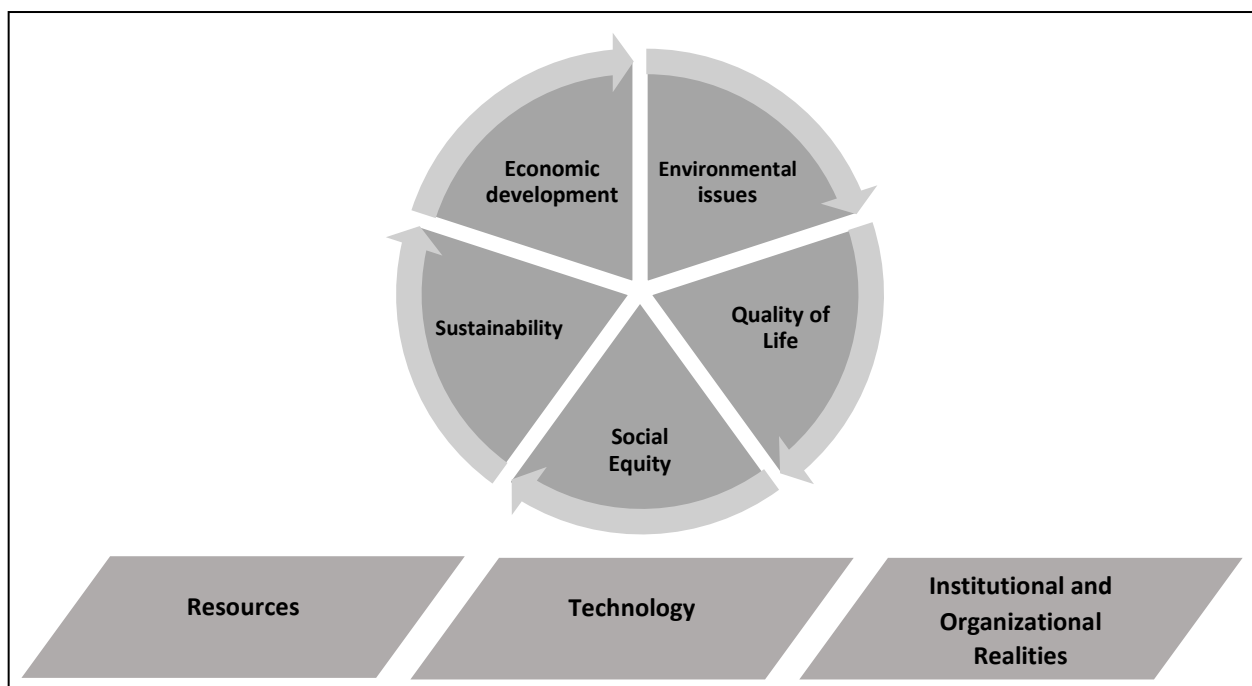 Economic
development
Environmental
issues
Sustainability
Quality of
Life
Social
Equity
Resources
Technology
Institutional and
Organizational
Realities